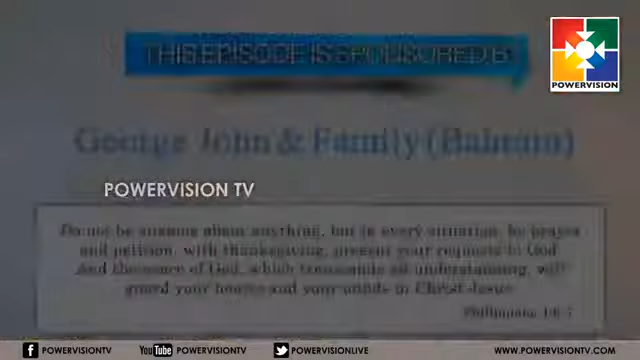 THIS EPISODE IS SPONSORED BY
POWERVISION
George John & Family (Bahrain)
POWERVISION TV
Do not be anxious about anything, but in every situation, by prayer
and petition, with thanksgiving, present your requests to God.
And the peace of God, which transcends all understanding, will
guard your hearts and your minds in Christ Jesus.
Philippians
POWERVISIONTV
You Tube POWERVISIONTV
POWERVISIONLIVE
WWW.POWERVISIONTV.COM